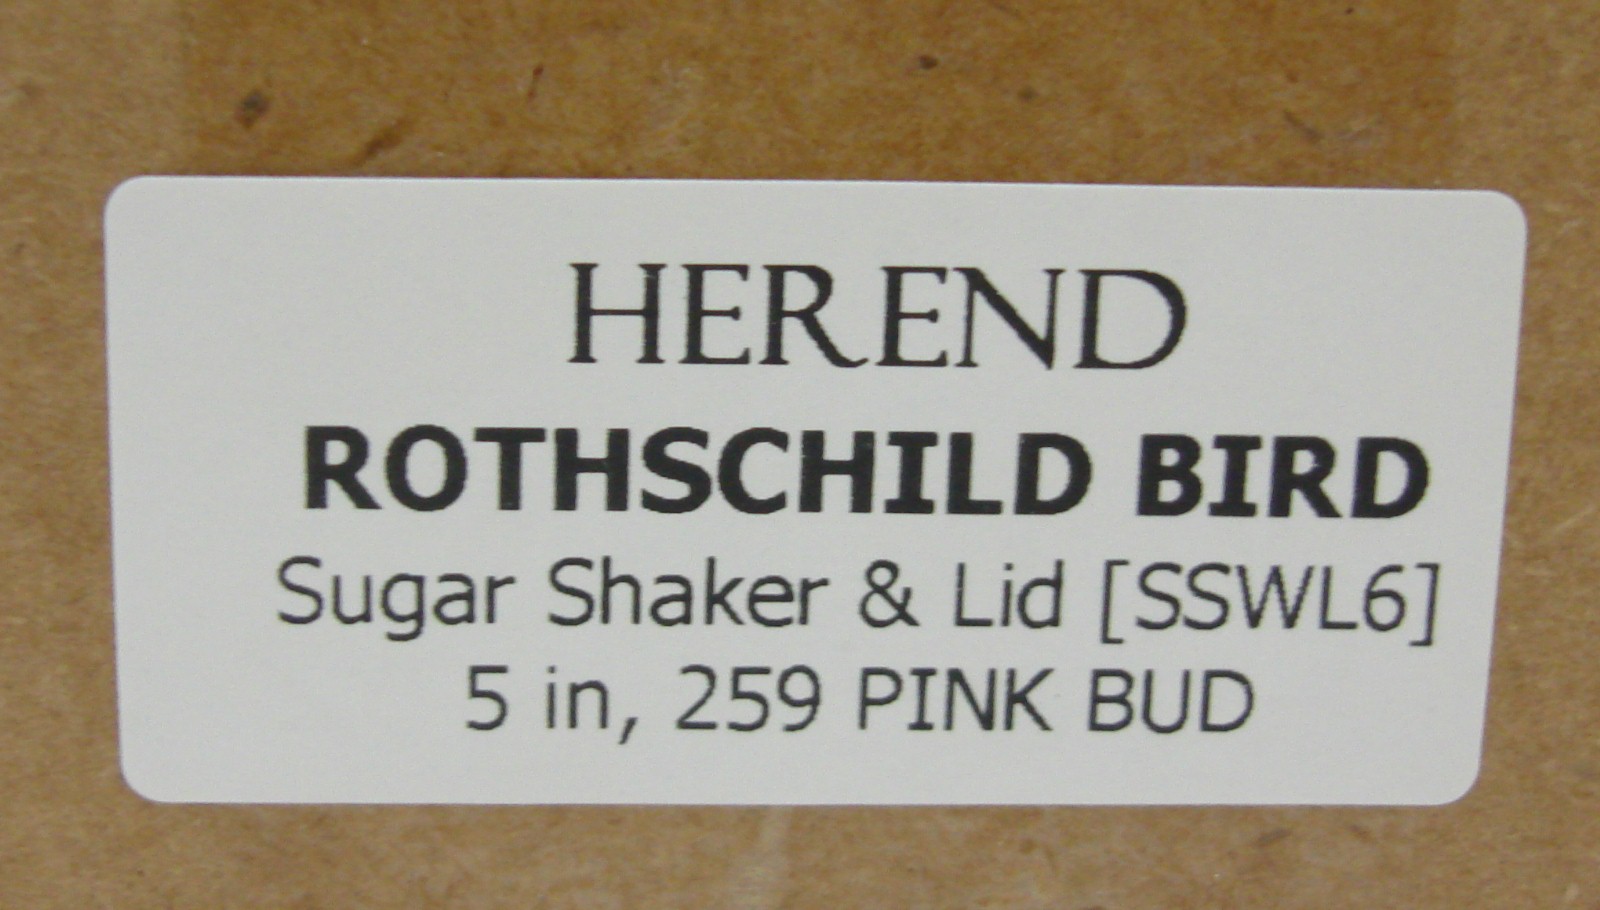 HEREND
ROTHSCHILD BIRD
Sugar Shaker & Lid [SSWL6]
5 in, 259 PINK BUD